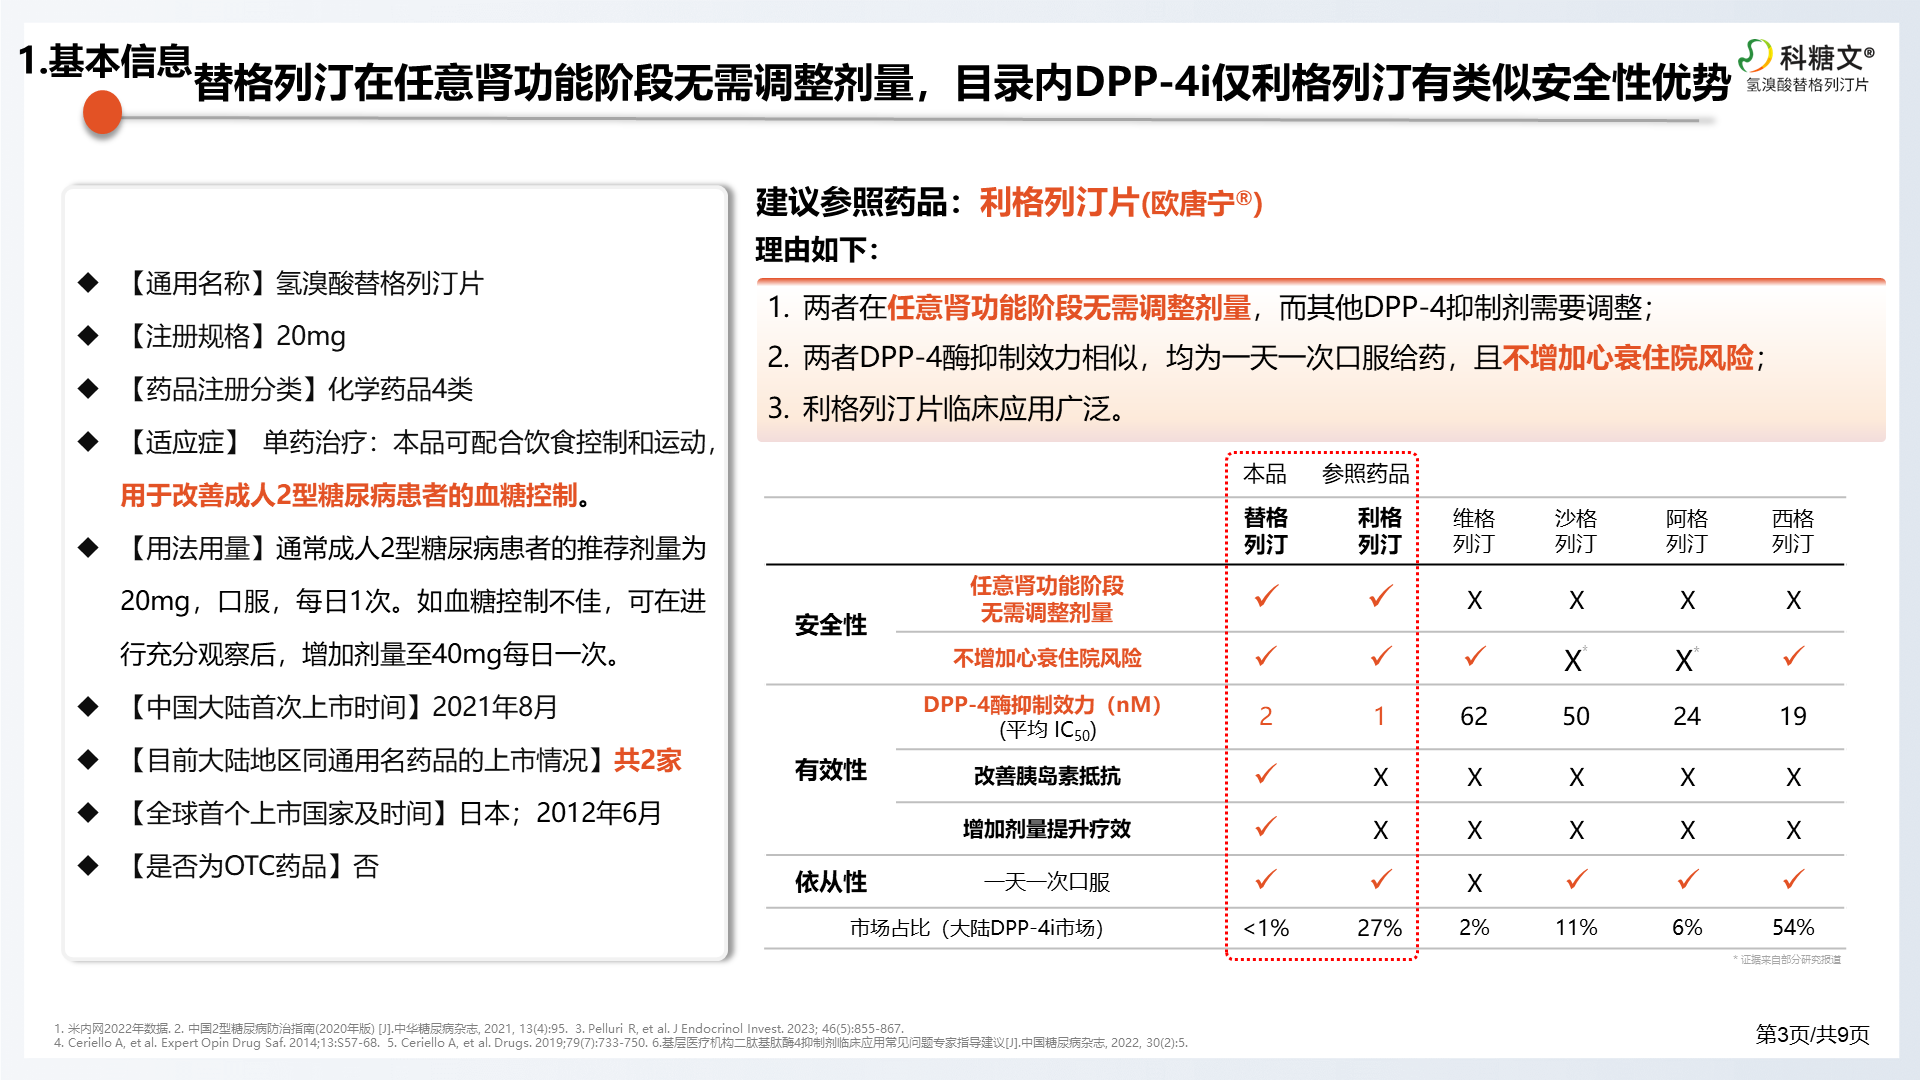 1.基本信息
替格列汀在任意肾功能阶段无需调整剂量，目录内DPP-4i仅利格列汀有类似安全性优势
科糖文®
氢溴酸替格列汀片
◆ 【通用名称】氢溴酸替格列汀片
◆ 【注册规格】20mg
◆ 【药品注册分类】化学药品4类
◆ 【适应症】 单药治疗：本品可配合饮食控制和运动，
用于改善成人2型糖尿病患者的血糖控制。
◆ 【用法用量】通常成人2型糖尿病患者的推荐剂量为
20mg，口服，每日1次。如血糖控制不佳，可在进
行充分观察后，增加剂量至40mg每日一次。
◆ 【中国大陆首次上市时间】2021年8月
◆ 【目前大陆地区同通用名药品的上市情况】共2家
◆ 【全球首个上市国家及时间】日本；2012年6月
◆ 【是否为OTC药品】否
建议参照药品：利格列汀片(欧唐宁®)
理由如下：
1. 两者在任意肾功能阶段无需调整剂量，而其他DPP-4抑制剂需要调整；
2. 两者DPP-4酶抑制效力相似，均为一天一次口服给药，且不增加心衰住院风险；
3. 利格列汀片临床应用广泛。
本品 参照药品
替格列汀 利格列汀 维格列汀 沙格列汀 阿格列汀 西格列汀
安全性
任意肾功能阶段
无需调整剂量 ✓ ✓ X X X X
不增加心衰住院风险 ✓ ✓ ✓ X* X* ✓
有效性
DPP-4酶抑制效力（nM）
(平均 IC50) 2 1 62 50 24 19
改善胰岛素抵抗 ✓ X X X X X
增加剂量提升疗效 ✓ X X X X X
依从性 一天一次口服 ✓ ✓ X ✓ ✓ ✓
市场占比（大陆DPP-4i市场） <1% 27% 2% 11% 6% 54%
* 证据来自部分研究报道
1. 米内网2022年数据. 2. 中国2型糖尿病防治指南(2020年版) [J].中华糖尿病杂志, 2021, 13(4):95. 3. Pelluri R, et al. J Endocrinol Invest. 2023; 46(5):855-867.
4. Ceriello A, et al. Expert Opin Drug Saf. 2014;13:S57-68. 5. Ceriello A, et al. Drugs. 2019;79(7):733-750. 6.基层医疗机构二肽基肽酶4抑制剂临床应用常见问题专家指导建议[J].中国糖尿病杂志, 2022, 30(2):5.
第3页/共9页